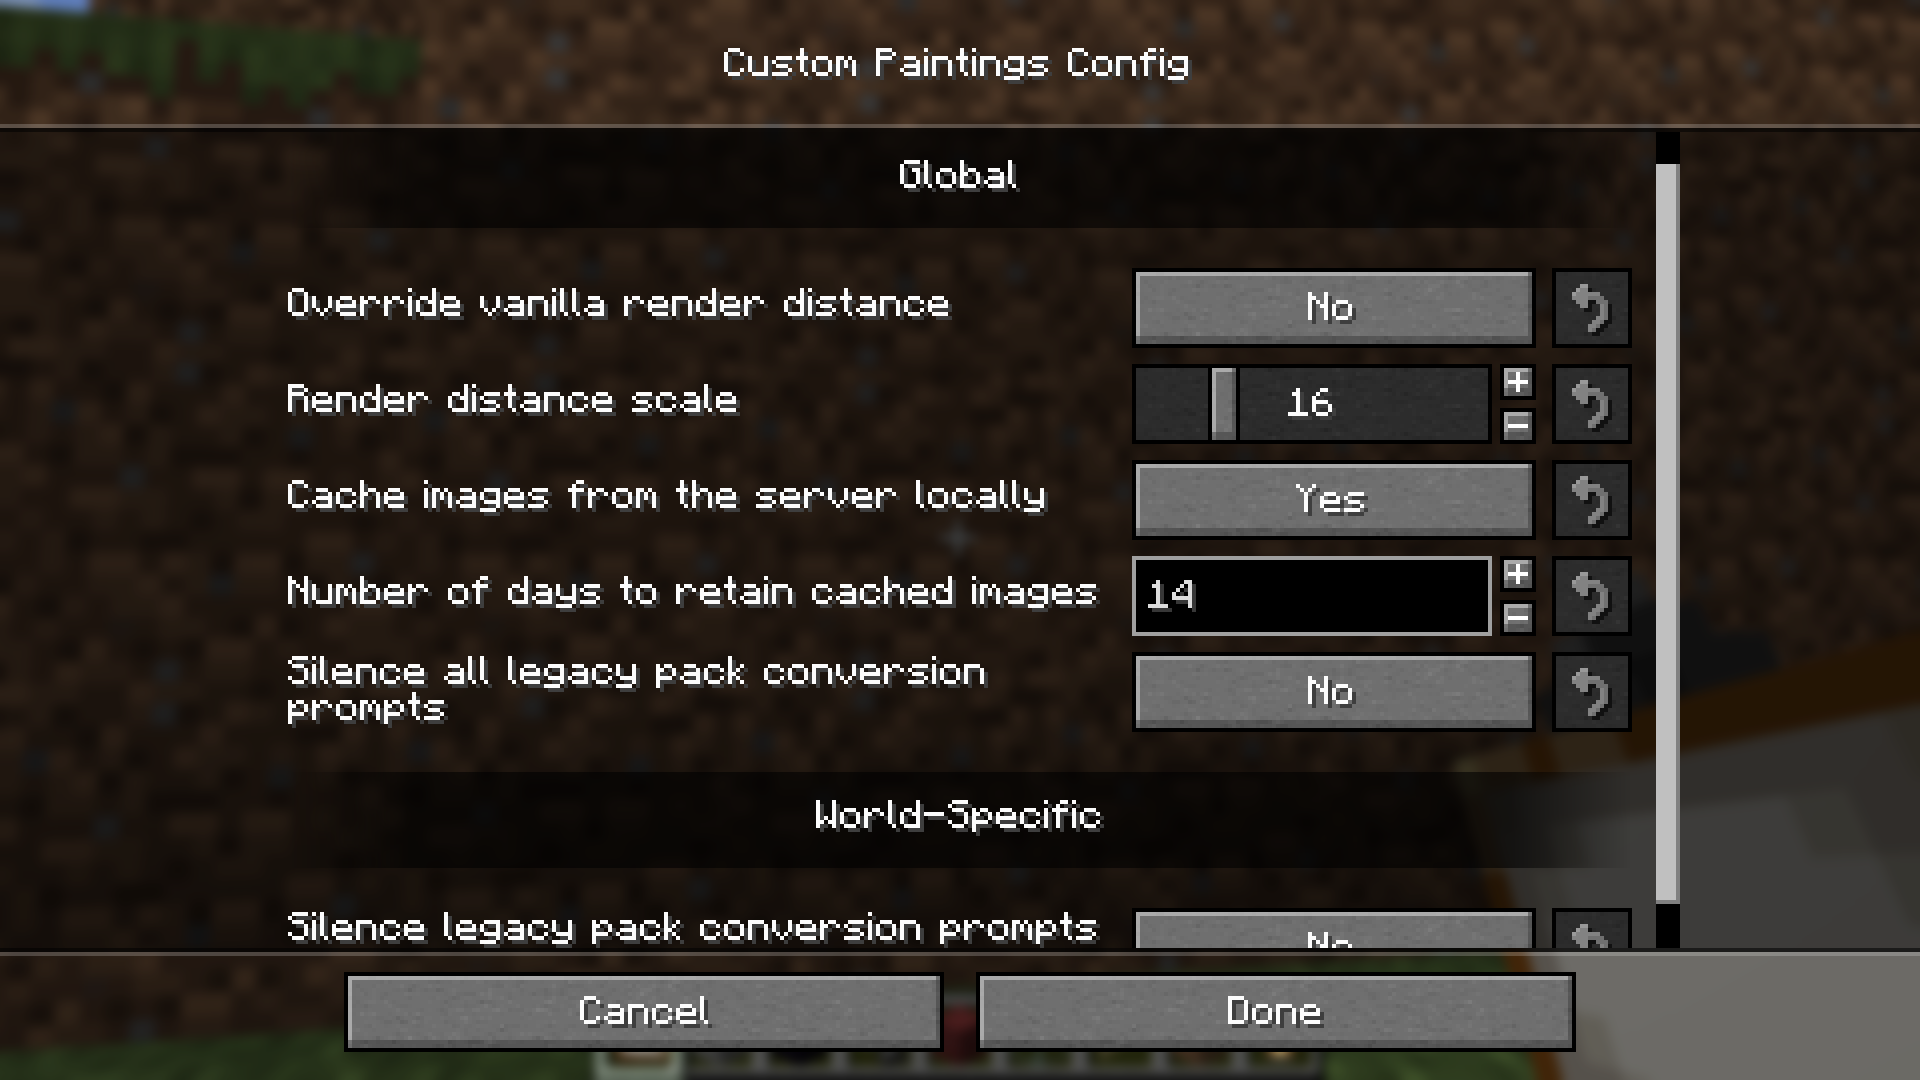 Custom Paintings Config
Global
Override vanilla render distance
No
Render distance scale
16
+
-
Cache images from the server locally
Yes
Number of days to retain cached images
14
+
-
Silence all legacy pack conversion
prompts
No
World-Specific
Silence legacy pack conversion prompts
No
Cancel
Done